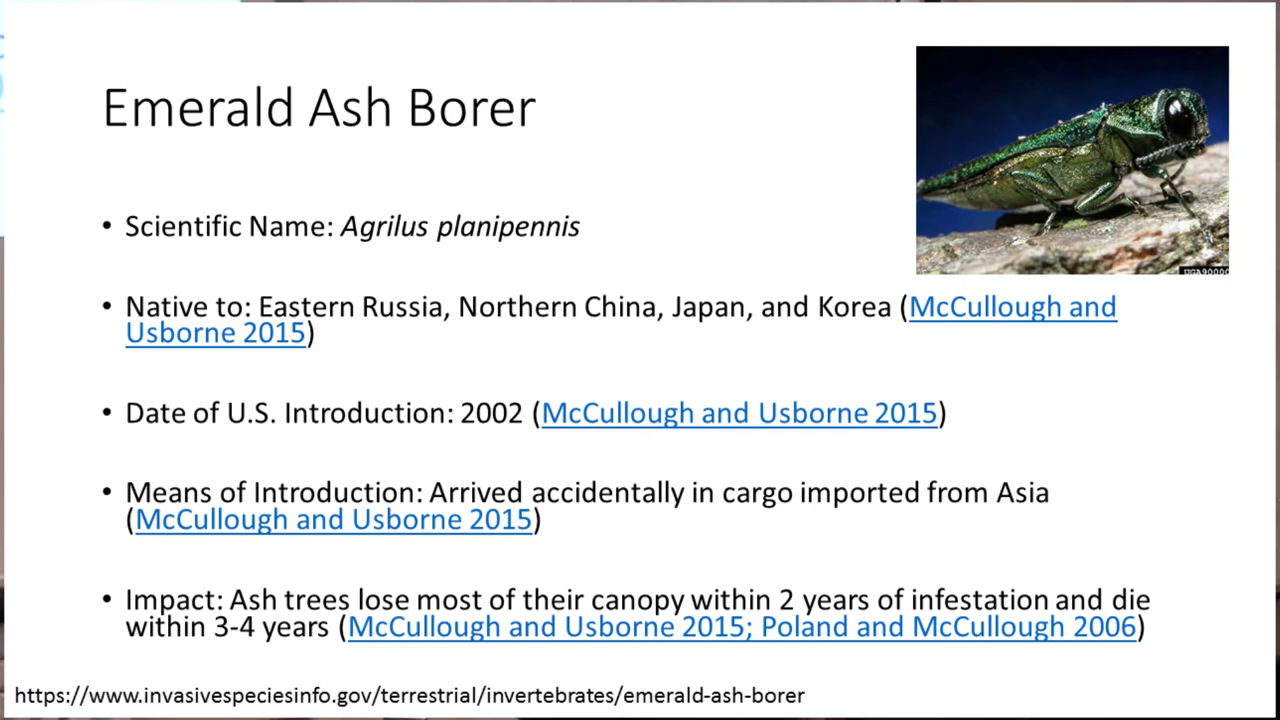 Emerald Ash Borer
• Scientific Name: Agrilus planipennis
• Native to: Eastern Russia, Northern China, Japan, and Korea (McCullough and
Usborne 2015)
• Date of U.S. Introduction: 2002 (McCullough and Usborne 2015)
• Means of Introduction: Arrived accidentally in cargo imported from Asia
(McCullough and Usborne 2015)
• Impact: Ash trees lose most of their canopy within 2 years of infestation and die
within 3-4 years (McCullough and Usborne 2015; Poland and McCullough 2006)
https://www.invasivespeciesinfo.gov/terrestrial/invertebrates/emerald-ash-borer